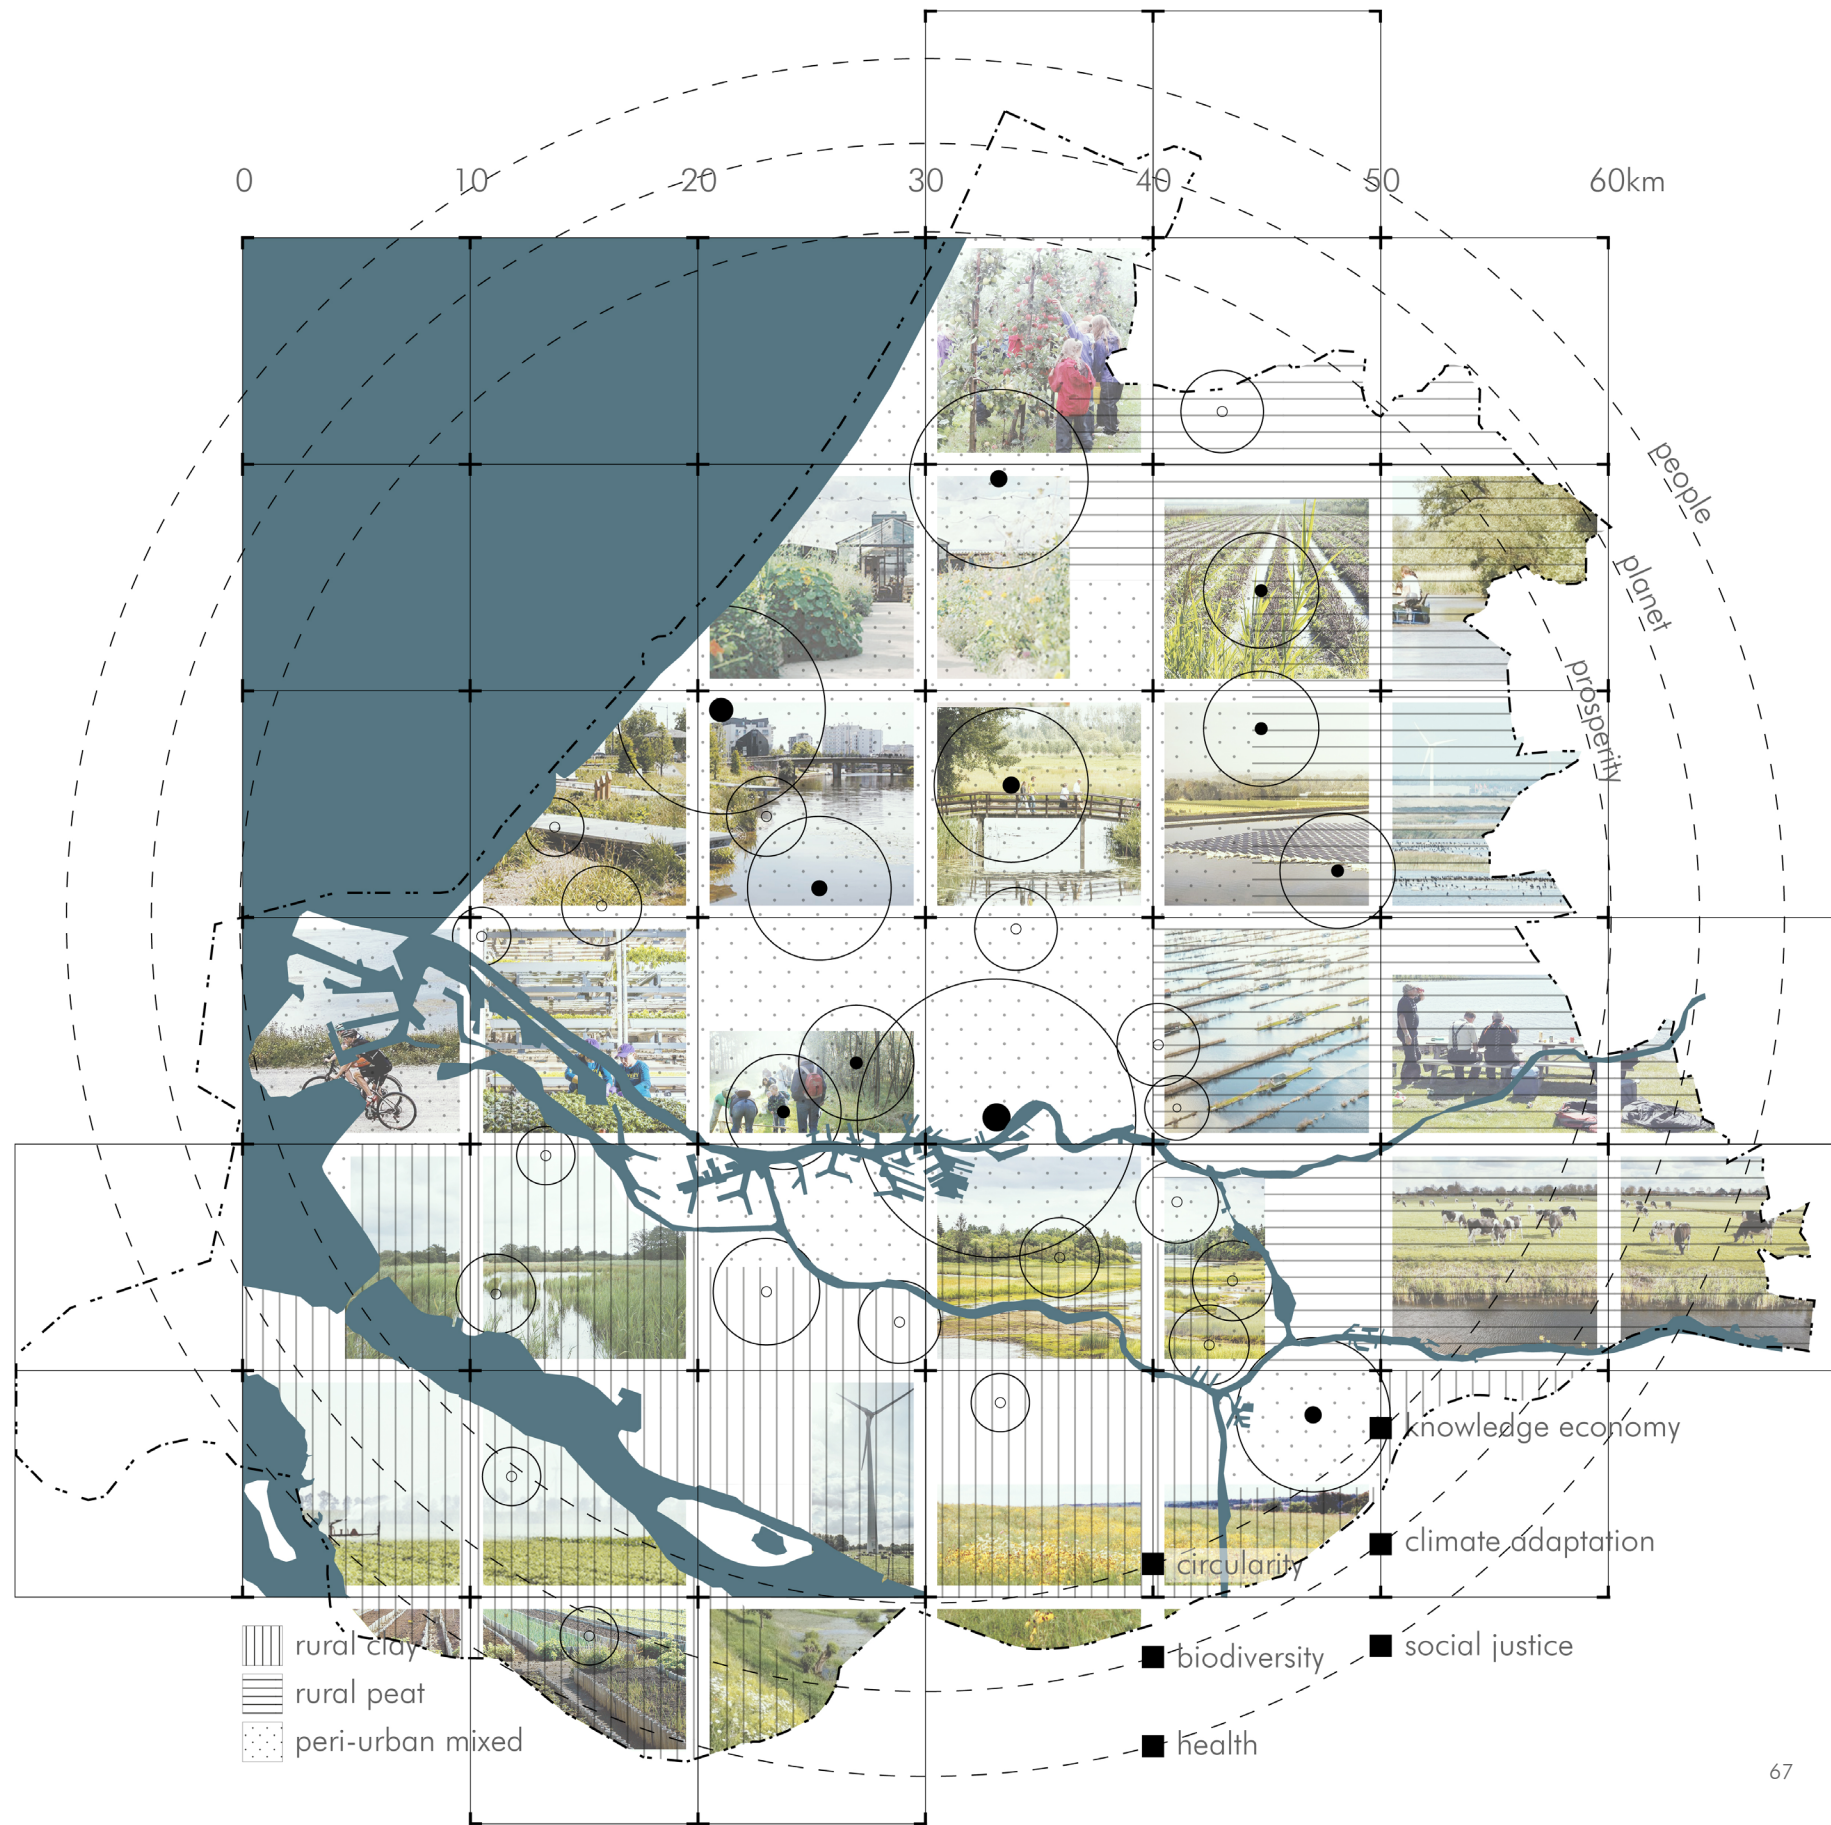 0 10 20 30 40 50 60km
people
planet
prosperity
knowledge economy
climate adaptation
circularity
social justice
biodiversity
health
rural clay
rural peat
peri-urban mixed
67